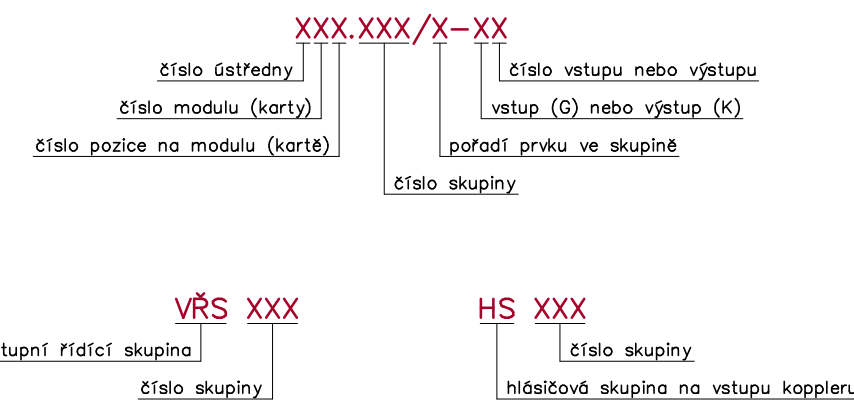 XXX.XXX/X-XX
číslo ústředny
číslo vstupu nebo výstupu
číslo modulu (karty)
vstup (G) nebo výstup (K)
číslo pozice na modulu (kartě)
pořadí prvku ve skupině
číslo skupiny
VŘS XXX
HS XXX
tupní řídící skupina
číslo skupiny
číslo skupiny
hlásičová skupina na vstupu koppleru